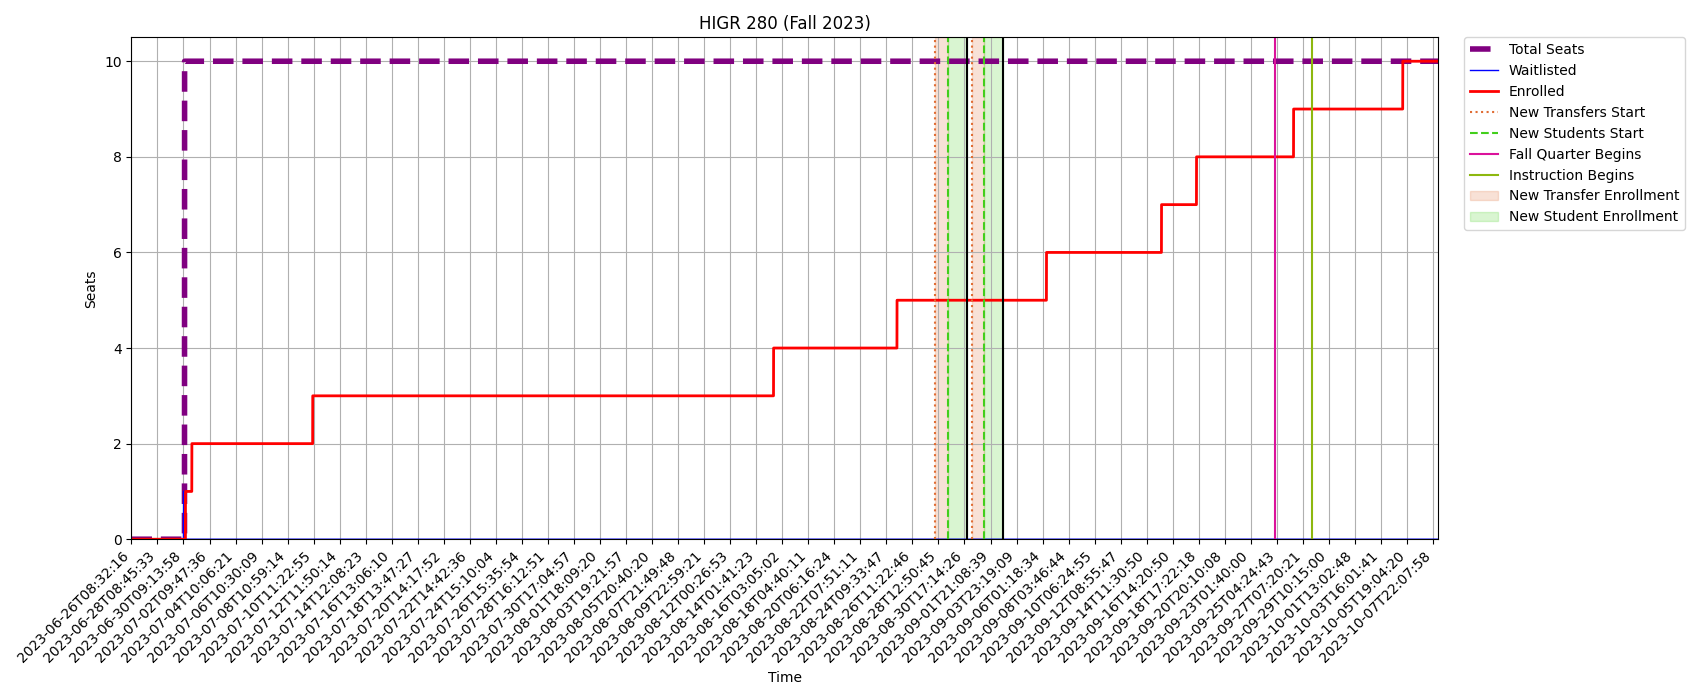 HIGR 280 (Fall 2023)
10
8
6
4
2
0
Seats
Total Seats
Waitlisted
Enrolled
New Transfers Start
New Students Start
Fall Quarter Begins
Instruction Begins
New Transfer Enrollment
New Student Enrollment
2023-06-26T08:32:16
2023-06-28T08:45:33
2023-06-30T09:13:58
2023-07-02T09:47:36
2023-07-04T10:06:21
2023-07-06T10:30:09
2023-07-08T10:59:14
2023-07-10T11:22:55
2023-07-12T11:50:14
2023-07-14T12:08:23
2023-07-16T13:06:10
2023-07-18T13:47:27
2023-07-20T14:17:52
2023-07-22T14:42:36
2023-07-24T15:10:04
2023-07-26T15:35:54
2023-07-28T16:12:51
2023-07-30T17:04:57
2023-08-01T18:09:20
2023-08-03T19:21:57
2023-08-05T20:40:20
2023-08-07T21:49:48
2023-08-09T22:59:21
2023-08-12T00:26:53
2023-08-14T01:41:23
2023-08-16T03:05:02
2023-08-18T04:40:11
2023-08-20T06:16:24
2023-08-22T07:51:11
2023-08-24T09:33:47
2023-08-26T11:22:46
2023-08-28T12:50:45
2023-08-30T17:14:26
2023-09-01T21:08:39
2023-09-03T23:19:09
2023-09-06T01:18:34
2023-09-08T03:46:44
2023-09-10T06:24:55
2023-09-12T08:55:47
2023-09-14T11:30:50
2023-09-16T14:20:50
2023-09-18T17:22:18
2023-09-20T20:10:08
2023-09-23T01:40:00
2023-09-25T04:24:43
2023-09-27T07:20:21
2023-09-29T10:15:00
2023-10-01T13:02:48
2023-10-03T16:01:41
2023-10-05T19:04:20
2023-10-07T22:07:58
Time